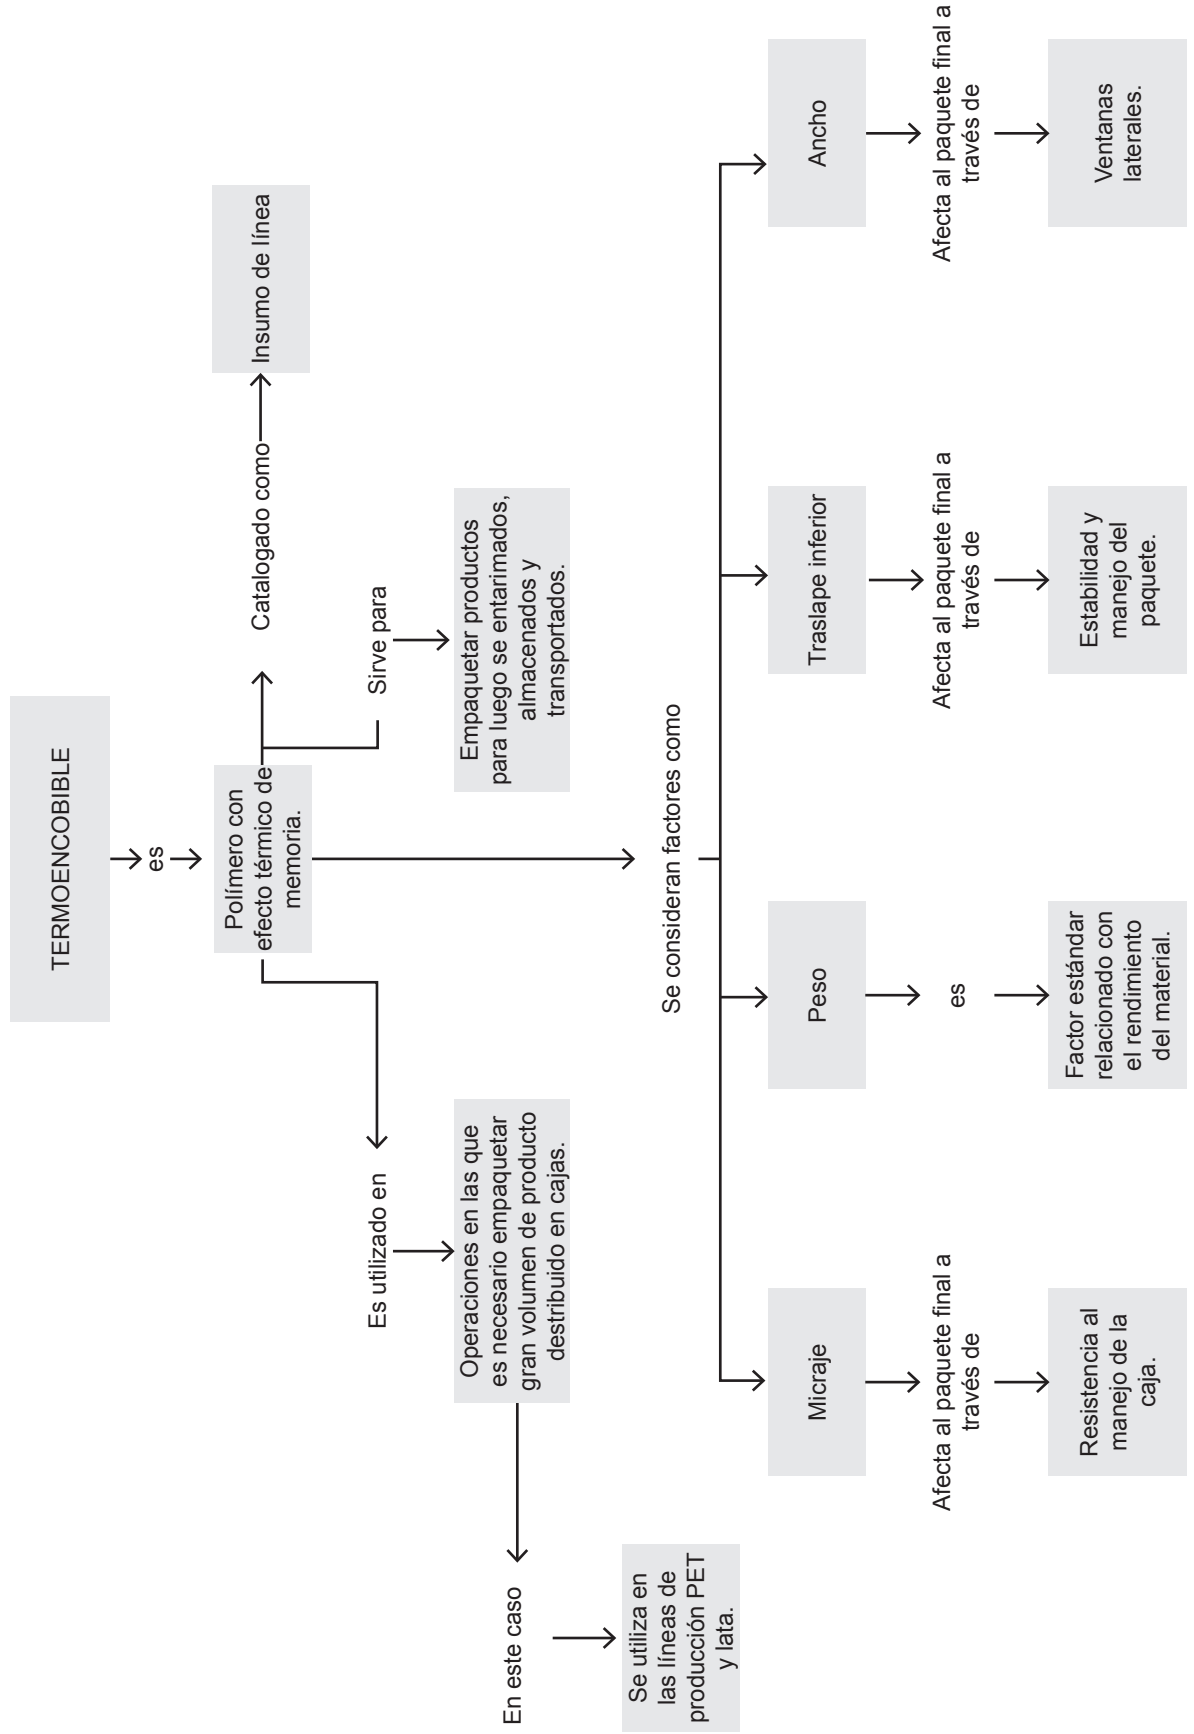 TERMOENCOBIBLE
es
Polímero con
efecto térmico de
memoria.
Catalogado como
Insumo de línea
Sirve para
Empaquetar productos
para luego se entarimados,
almacenados y
transportados.
Es utilizado en
Operaciones en las que
es necesario empaquetar
gran volumen de producto
destribuido en cajas.
En este caso
Se utiliza en
las líneas de
producción PET
y lata.
Se consideran factores como
Micraje
Afecta al paquete final a
través de
Resistencia al
manejo de la
caja.
Peso
es
Factor estándar
relacionado con
el rendimiento
del material.
Traslape inferior
Afecta al paquete final a
través de
Estabilidad y
manejo del
paquete.
Ancho
Afecta al paquete final a
través de
Ventanas
laterales.